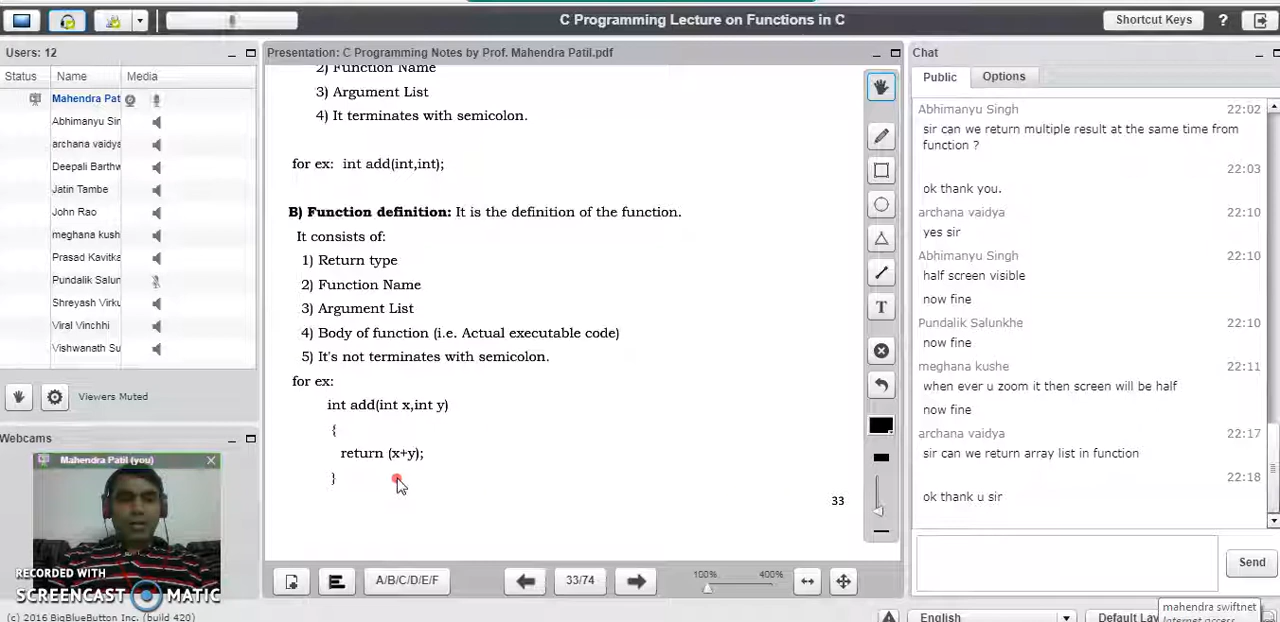 C Programming Lecture on Functions in C
Shortcut Keys
?
Users: 12
Status Name Media
Mahendra Pat
Abhimanyu Sin
archana vaidya
Deepali Barthw
Jatin Tambe
John Rao
meghana kush
Prasad Kavitka
Pundalik Salun
Shreyash Virku
Viral Vinchhi
Vishwanath Su
Viewers Muted
Webcams
Mahendra Patil (you)
RECORDED WITH
SCREENCAST MATIC
(c) 2016 BigBlueButton Inc. (build 420)
Presentation: C Programming Notes by Prof. Mahendra Patil.pdf
2) Function Name
3) Argument List
4) It terminates with semicolon.
for ex: int add(int,int);
B) Function definition: It is the definition of the function.
It consists of:
1) Return type
2) Function Name
3) Argument List
4) Body of function (i.e. Actual executable code)
5) It's not terminates with semicolon.
for ex:
int add(int x,int y)
{
return (x+y);
}
33
T
A/B/C/D/E/F
33/74
100% 400%
Chat
Public Options
Abhimanyu Singh 22:02
sir can we return multiple result at the same time from
function ?
22:03
ok thank you.
archana vaidya 22:10
yes sir
Abhimanyu Singh 22:10
half screen visible
now fine
Pundalik Salunkhe 22:10
now fine
meghana kushe 22:11
when ever u zoom it then screen will be half
now fine
archana vaidya 22:17
sir can we return array list in function
22:18
ok thank u sir
Send
mahendra swiftnet
Internet access
English
Default Lay